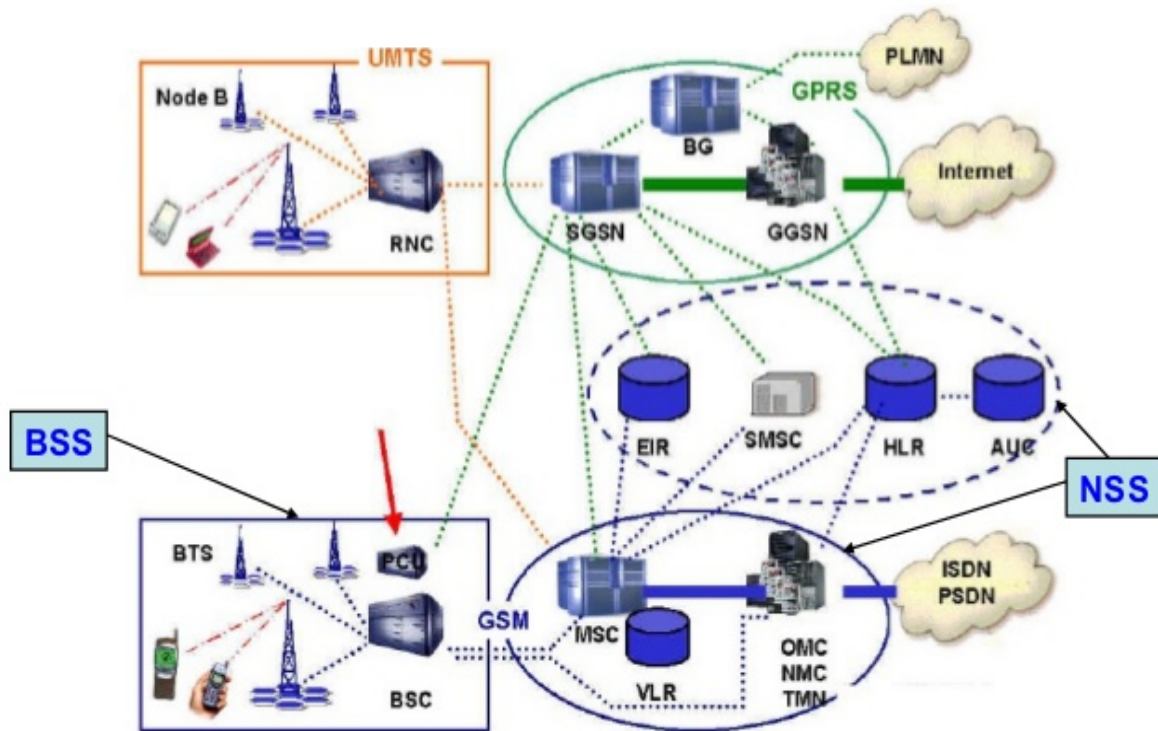 UMTS
Node B
RNC
PLMN
GPRS
BG
Internet
SGSN
GGSN
EIR
SMSC
HLR
AUC
BSS
NSS
BTS
PCU
GSM
BSC
MSC
VLR
OMC
NMC
TMN
ISDN
PSDN